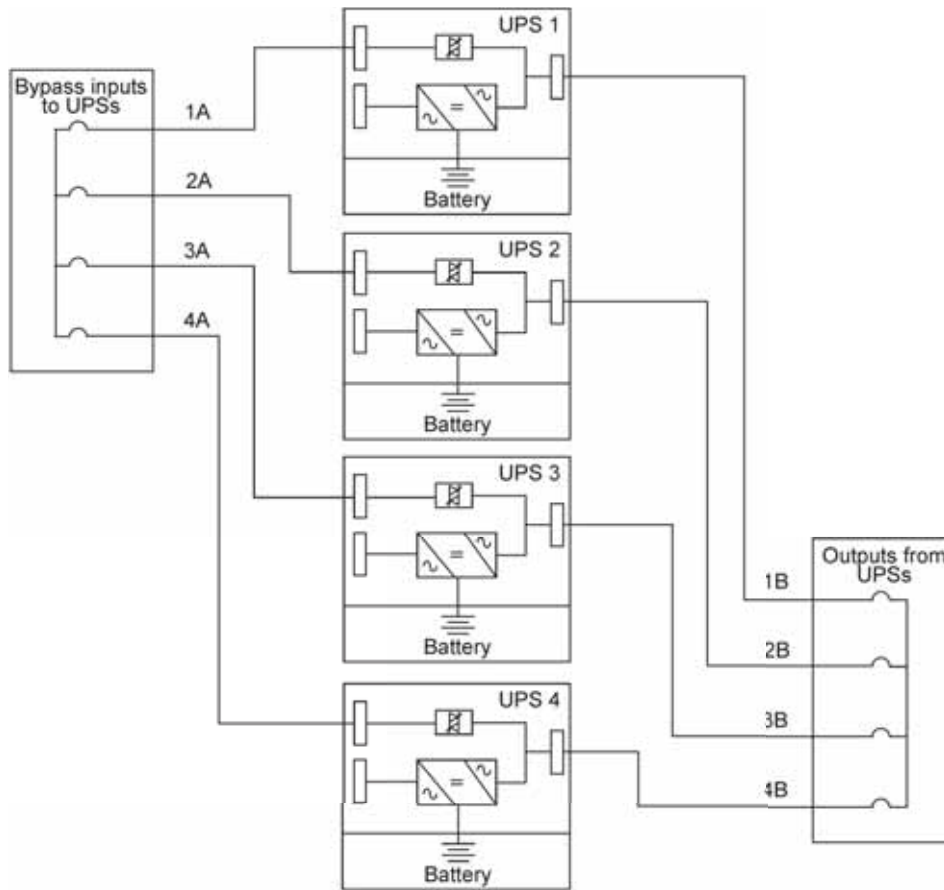 Bypass inputs
to UPSs
1A
2A
3A
4A
UPS 1
Battery
UPS 2
Battery
UPS 3
Battery
UPS 4
Battery
Outputs from
UPSs
1B
2B
3B
4B